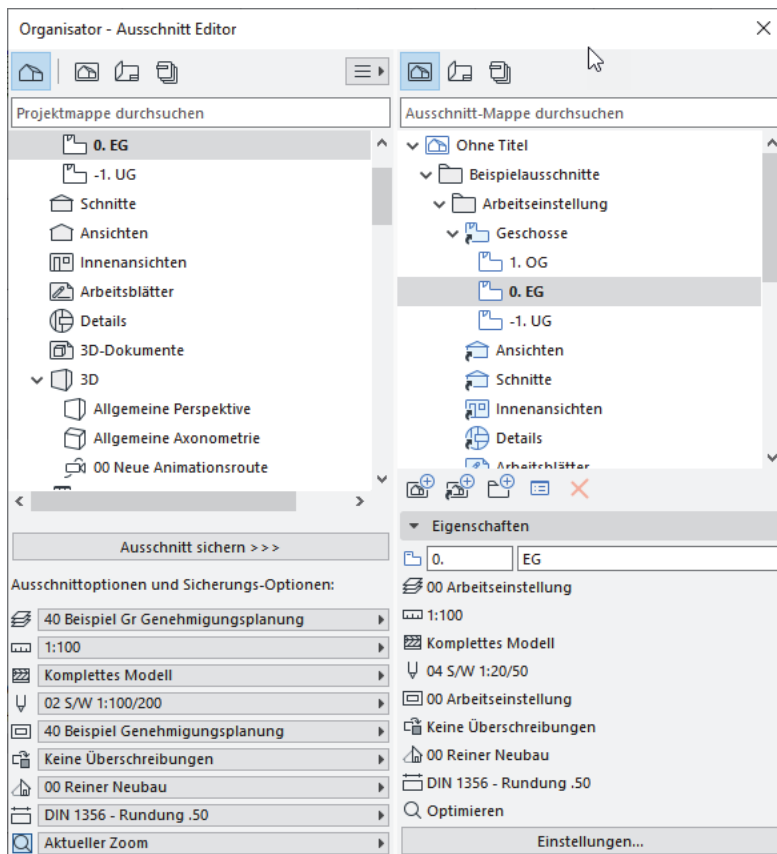 Organisator - Ausschnitt Editor
Projektmappe durchsuchen
0. EG
-1. UG
Schnitte
Ansichten
Innenansichten
Arbeitsblätter
Details
3D-Dokumente
3D
Allgemeine Perspektive
Allgemeine Axonometrie
00 Neue Animationsroute
Ausschnitt sichern >>>
Ausschnittoptionen und Sicherungs-Optionen:
40 Beispiel Gr Genehmigungsplanung
1:100
Komplettes Modell
02 S/W 1:100/200
40 Beispiel Genehmigungsplanung
Keine Überschreibungen
00 Reiner Neubau
DIN 1356 - Rundung .50
Aktueller Zoom
Ausschnitt-Mappe durchsuchen
Ohne Titel
Beispielausschnitte
Arbeitseinstellung
Geschosse
1. OG
0. EG
-1. UG
Ansichten
Schnitte
Innenansichten
Details
Arbeitsblätter
Eigenschaften
0. EG
00 Arbeitseinstellung
1:100
Komplettes Modell
04 S/W 1:20/50
00 Arbeitseinstellung
Keine Überschreibungen
00 Reiner Neubau
DIN 1356 - Rundung .50
Optimieren
Einstellungen...